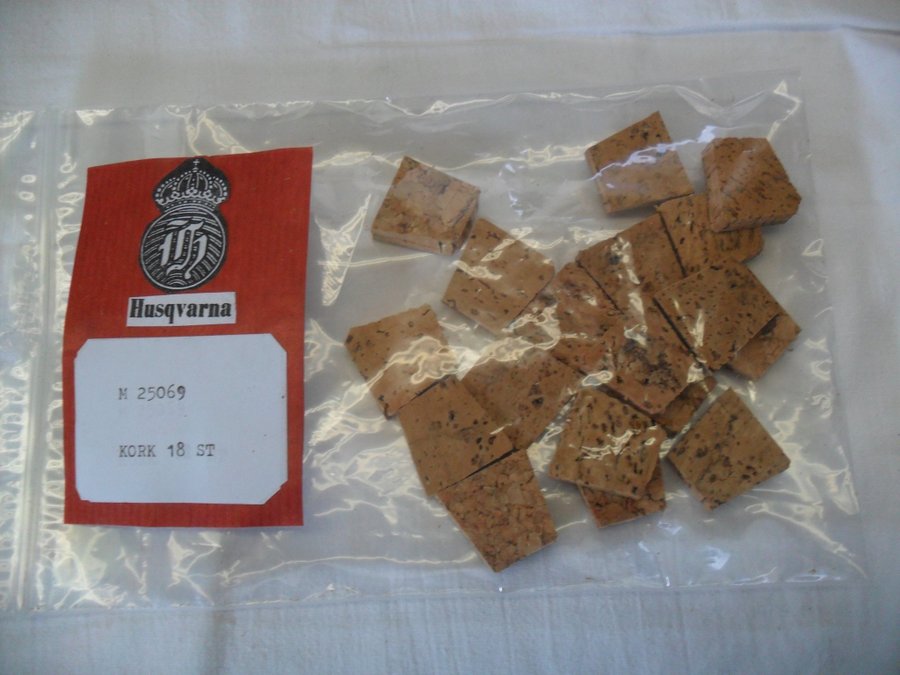 H
Husqvarna
M 25069
KORK 18 ST